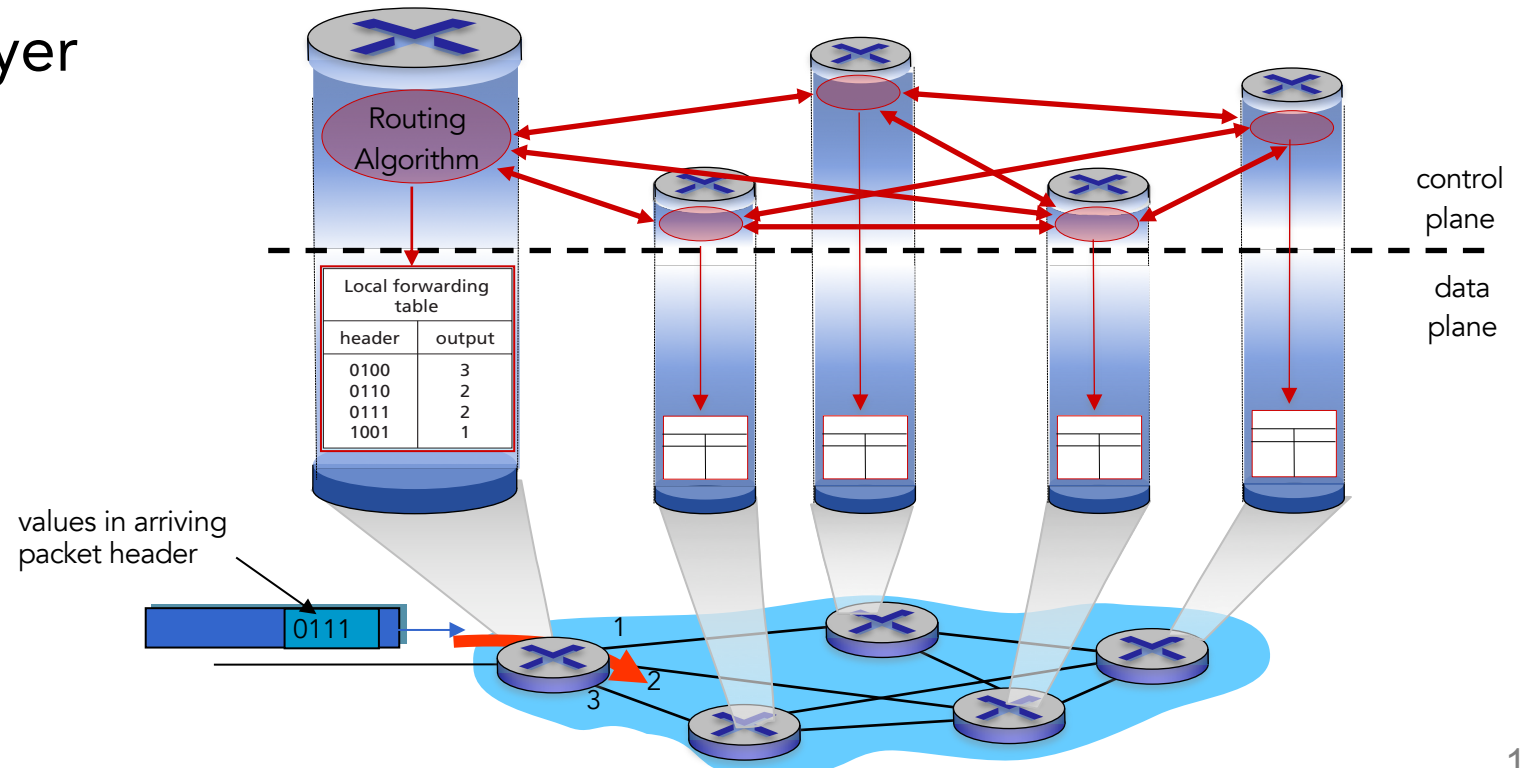 yer
Routing
Algorithm
control
plane
data
plane
Local forwarding
table
header output
0100 3
0110 2
0111 2
1001 1
values in arriving
packet header
0111
1
2
3
1